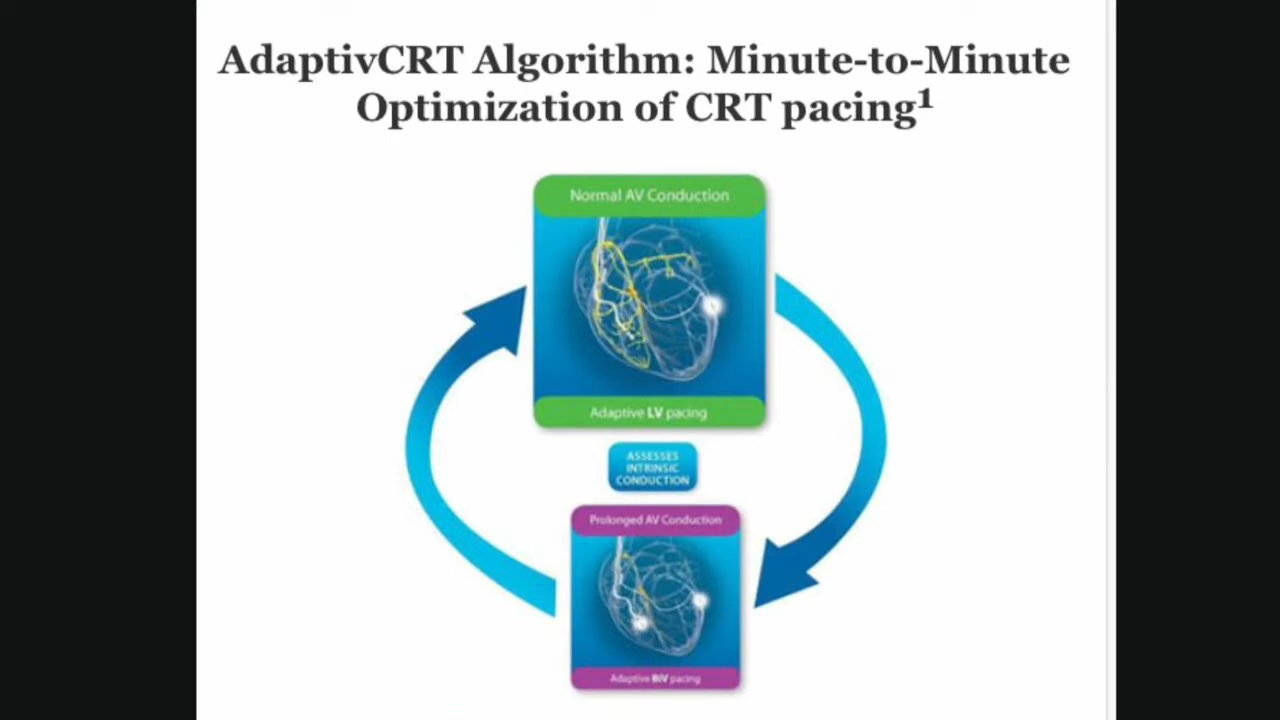 AdaptivCRT Algorithm: Minute-to-Minute
Optimization of CRT pacing¹
Normal AV Conduction
Adaptive LV pacing
ASSESSES
INTRINSIC
CONDUCTION
Prolonged AV Conduction
Adaptive BiV pacing